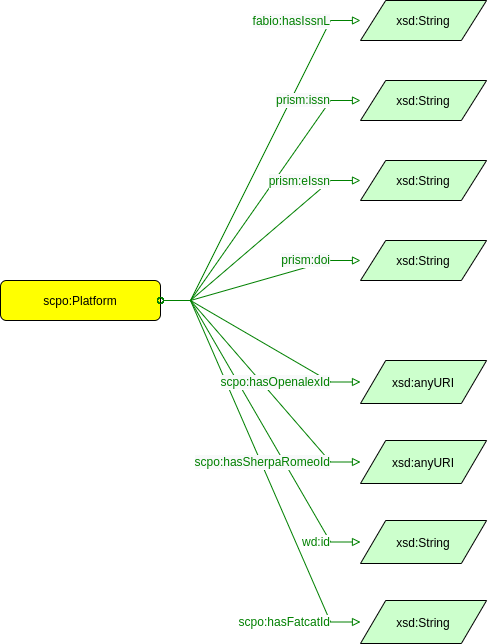 fabio:hasIssnL
xsd:String
prism:issn
xsd:String
prism:eIssn
xsd:String
prism:doi
xsd:String
scpo:Platform
scpo:hasOpenalexId
xsd:anyURI
scpo:hasSherpaRomeoId
xsd:anyURI
wd:id
xsd:String
scpo:hasFatcatId
xsd:String